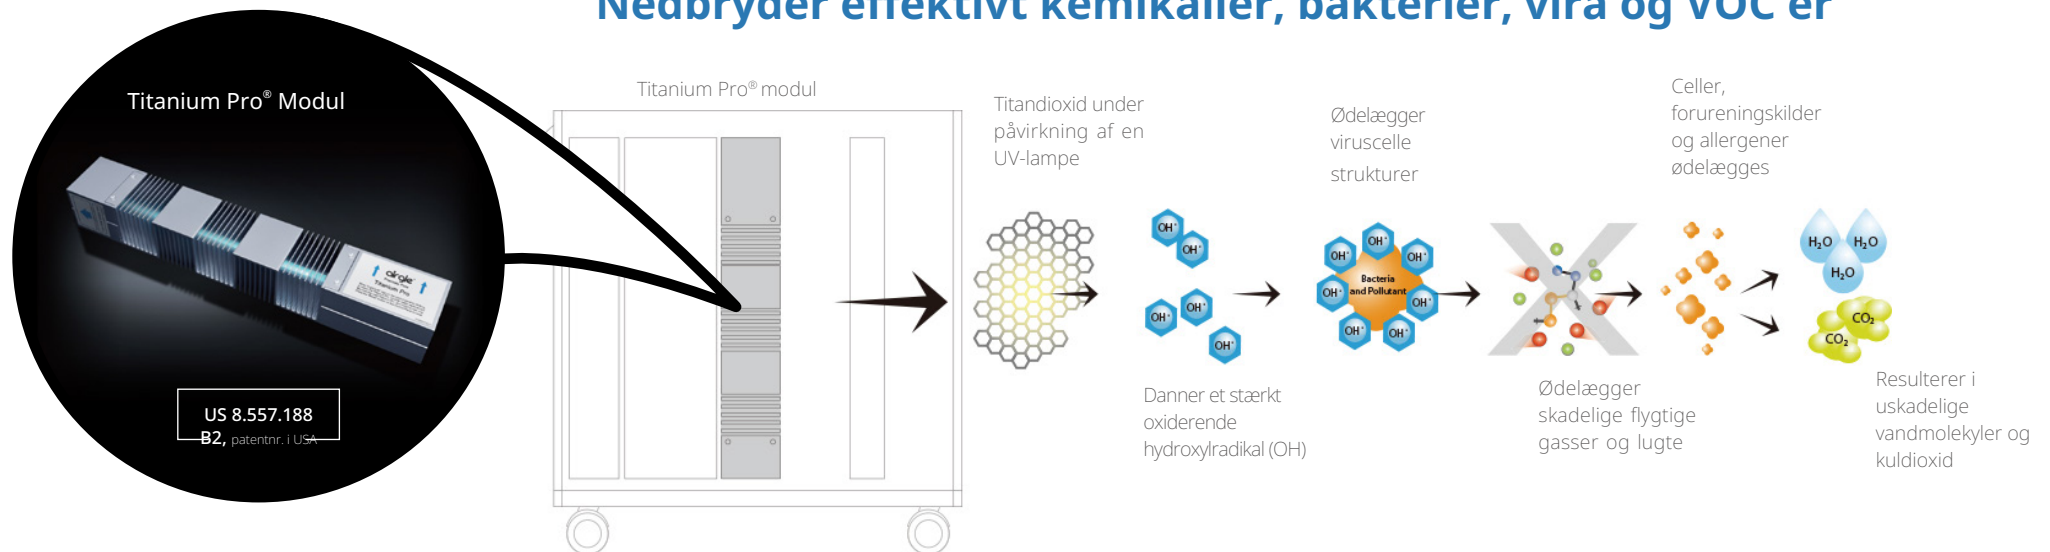 Nedbryder effektivt kemikalier, bakterier, vira og VOC'er
Titanium Pro® Modul
airgle
Titanium Pro
US 8.557.188
B2, patentnr. i USA
Titanium Pro® modul
Titandioxid under
påvirkning af en
UV-lampe
OH•
OH•
OH•
OH•
OH•
Danner et stærkt
oxiderende
hydroxylradikal (OH)
Ødelægger
viruscelle
strukturer
OH•
OH•
OH•
OH•
OH•
OH•
OH•
Bacteria
and Pollutant
Ødelægger
skadelige flygtige
gasser og lugte
Celler,
forureningskilder
og allergener
ødelægges
H₂O
H₂O
H₂O
CO₂
CO₂
Resulterer i
uskadelige
vandmolekyler og
kuldioxid